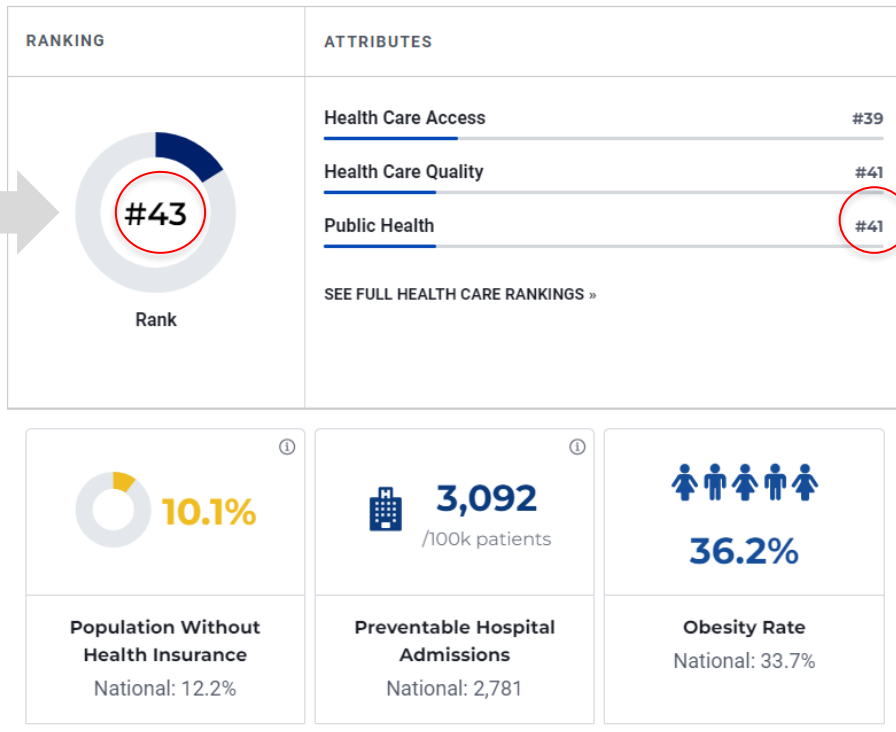 RANKING
ATTRIBUTES
#43
Rank
Health Care Access #39
Health Care Quality #41
Public Health #41
SEE FULL HEALTH CARE RANKINGS »
10.1%
Population Without
Health Insurance
National: 12.2%
3,092
/100k patients
Preventable Hospital
Admissions
National: 2,781
36.2%
Obesity Rate
National: 33.7%